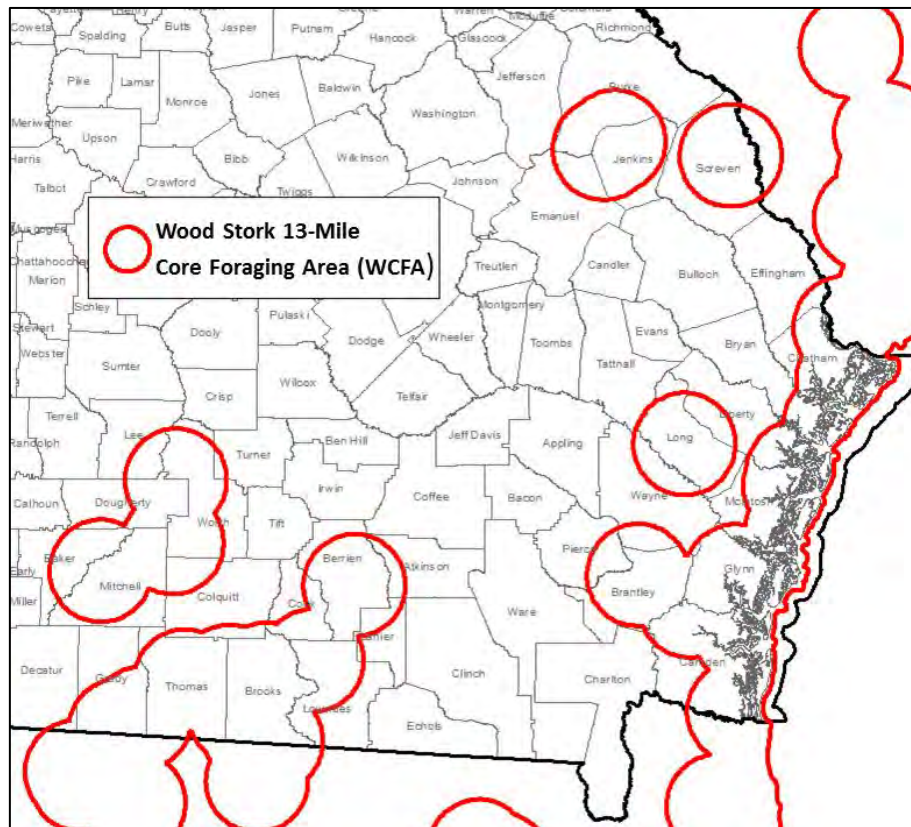 Butts
Jasper
Putnam
Hancock
Warren
McDuffie
Glascock
Richmond
Coweta
Spalding
Pike
Lamar
Monroe
Jones
Baldwin
Washington
Jefferson
Burke
Meriwether
Upson
Bibb
Wilkinson
Jenkins
Screven
Harris
Talbot
Crawford
Twiggs
Johnson
Emanuel
Wood Stork 13-Mile
Core Foraging Area (WCFA)
Marion
Schley
Stewart
Webster
Dooly
Pulaski
Treutlen
Candler
Bulloch
Effingham
Montgomery
Dodge
Wheeler
Toombs
Evans
Tattnall
Bryan
Chatham
Sumter
Crisp
Wilcox
Telfair
Terrell
Randolph
Lee
Turner
Ben Hill
Jeff Davis
Appling
Long
Liberty
Irwin
Coffee
Bacon
Wayne
McIntosh
Calhoun
Dougherty
Worth
Tift
Baker
Early
Mitchell
Berrien
Atkinson
Pierce
Brantley
Glynn
Miller
Colquitt
Cook
Ware
Lanier
Decatur
Grady
Thomas
Brooks
Lowndes
Clinch
Charlton
Camden
Echols